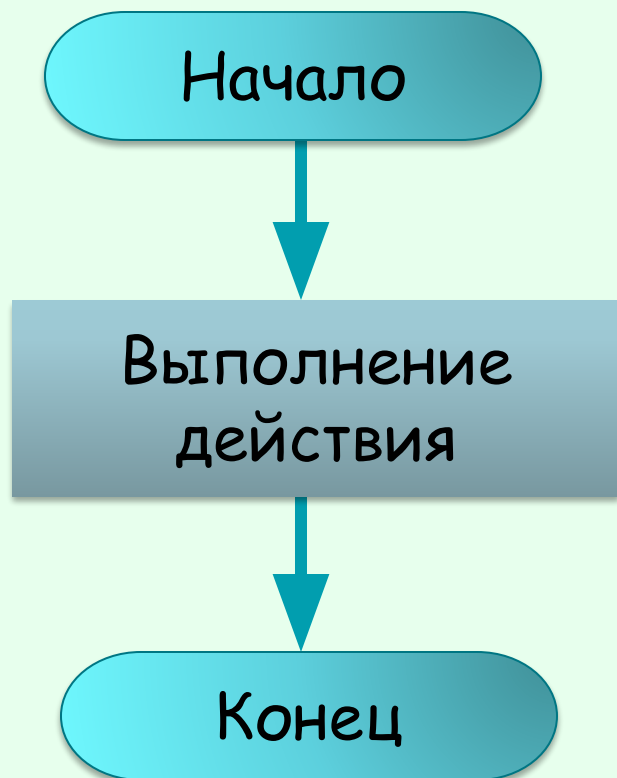 Начало
Выполнение
действия
Конец